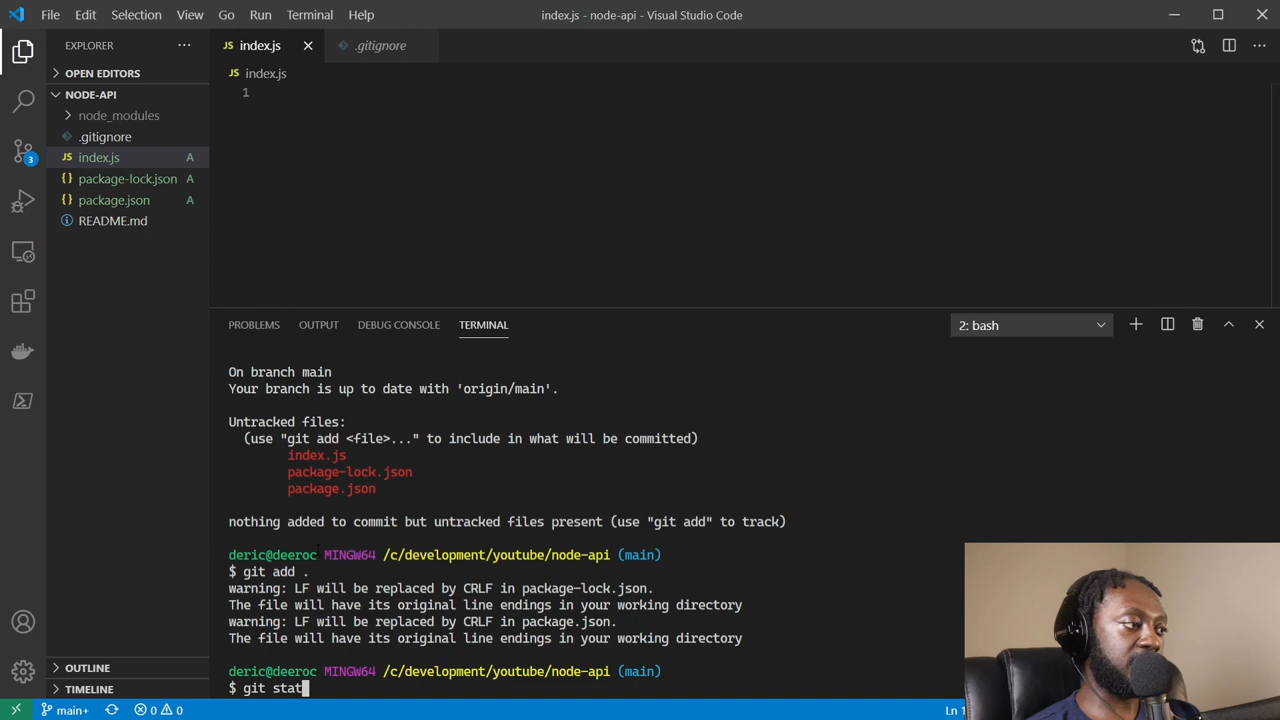 File Edit Selection View Go Run Terminal Help
index.js - node-api - Visual Studio Code
EXPLORER
OPEN EDITORS
NODE-API
node_modules
.gitignore
JS index.js A
{} package-lock.json A
{} package.json A
README.md
3
OUTLINE
TIMELINE
JS index.js
.gitignore
JS index.js
1
PROBLEMS OUTPUT DEBUG CONSOLE TERMINAL
2: bash
On branch main
Your branch is up to date with 'origin/main'.
Untracked files:
(use "git add <file>..." to include in what will be committed)
index.js
package-lock.json
package.json
nothing added to commit but untracked files present (use "git add" to track)
deric@deeroc MINGW64 /c/development/youtube/node-api (main)
$ git add .
warning: LF will be replaced by CRLF in package-lock.json.
The file will have its original line endings in your working directory
warning: LF will be replaced by CRLF in package.json.
The file will have its original line endings in your working directory
deric@deeroc MINGW64 /c/development/youtube/node-api (main)
$ git stat
main+ 0 0
Ln 1